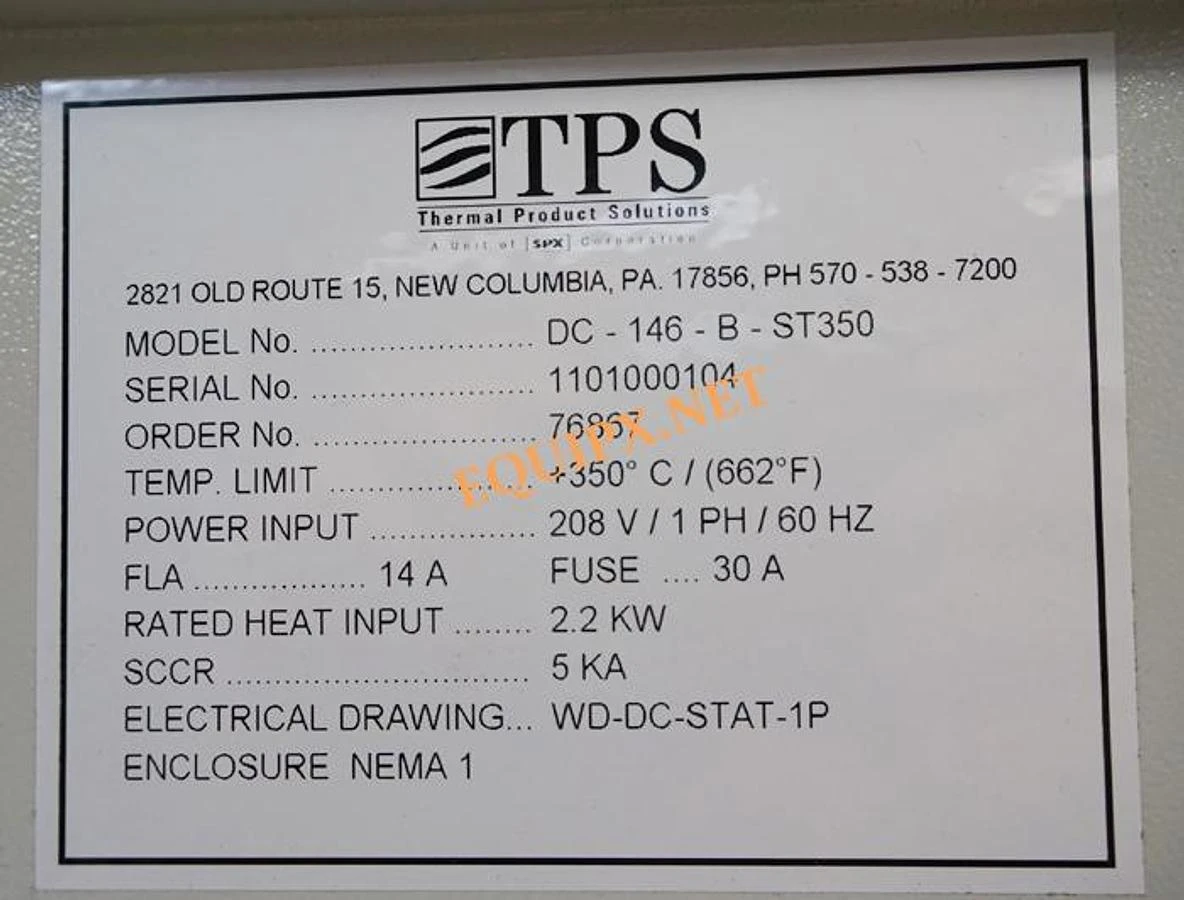 TPS
Thermal Product Solutions
A Unit of [SPX] Corporation
2821 OLD ROUTE 15, NEW COLUMBIA, PA. 17856, PH 570 - 538 - 7200
MODEL No. ....................... DC - 146 - B - ST350
SERIAL No. ....................... 1101000104
ORDER No. ....................... 76867
TEMP. LIMIT ..................... +350° C / (662°F)
POWER INPUT ................. 208 V / 1 PH / 60 HZ
FLA .................. 14 A FUSE .... 30 A
RATED HEAT INPUT ........ 2.2 KW
SCCR ............................... 5 KA
ELECTRICAL DRAWING... WD-DC-STAT-1P
ENCLOSURE NEMA 1
EQUIPX.NET